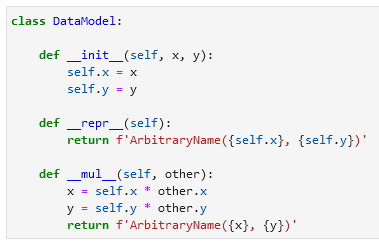 class DataModel:
    def __init__(self, x, y):
        self.x = x
        self.y = y
    def __repr__(self):
        return f'ArbitraryName({self.x}, {self.y})'
    def __mul__(self, other):
        x = self.x * other.x
        y = self.y * other.y
        return f'ArbitraryName({x}, {y})'